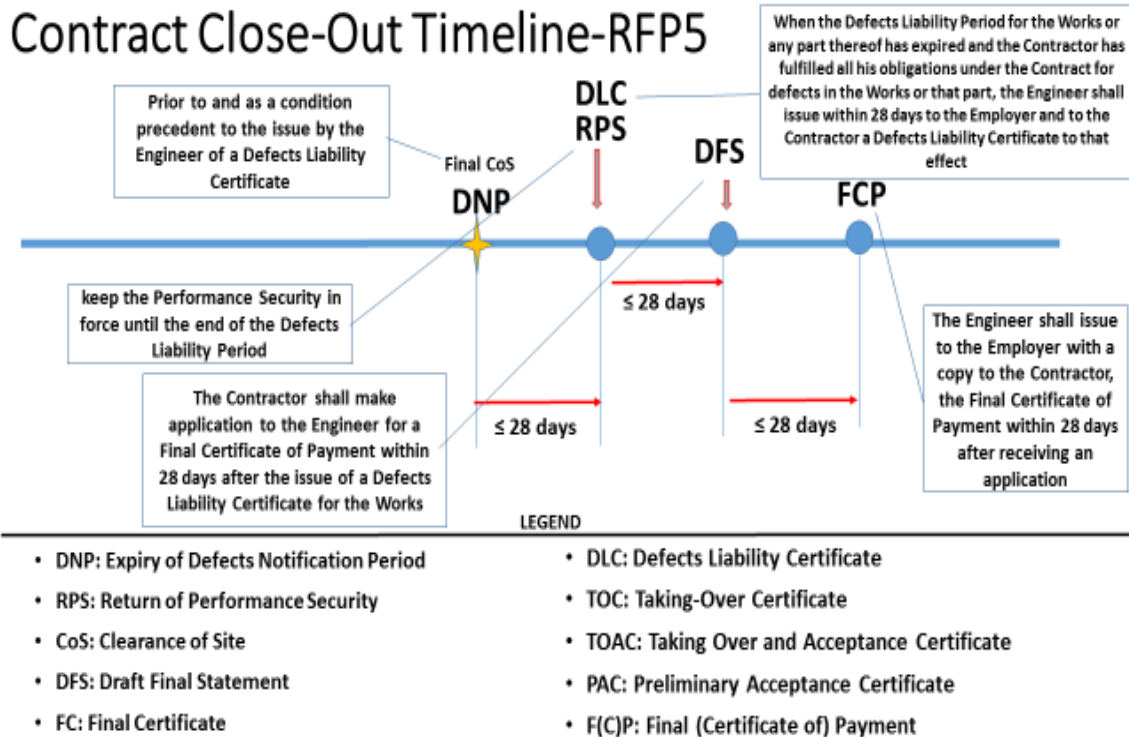 Contract Close-Out Timeline-RFP5
When the Defects Liability Period for the Works or
any part thereof has expired and the Contractor has
fulfilled all his obligations under the Contract for
defects in the Works or that part, the Engineer shall
issue within 28 days to the Employer and to the
Contractor a Defects Liability Certificate to that
effect
Prior to and as a condition
precedent to the issue by the
Engineer of a Defects Liability
Certificate
Final CoS
DNP
DLC
RPS
DFS
FCP
≤ 28 days
≤ 28 days
≤ 28 days
keep the Performance Security in
force until the end of the Defects
Liability Period
The Contractor shall make
application to the Engineer for a
Final Certificate of Payment within
28 days after the issue of a Defects
Liability Certificate for the Works
The Engineer shall issue
to the Employer with a
copy to the Contractor,
the Final Certificate of
Payment within 28 days
after receiving an
application
LEGEND
• DNP: Expiry of Defects Notification Period
• RPS: Return of Performance Security
• CoS: Clearance of Site
• DFS: Draft Final Statement
• FC: Final Certificate
• DLC: Defects Liability Certificate
• TOC: Taking-Over Certificate
• TOAC: Taking Over and Acceptance Certificate
• PAC: Preliminary Acceptance Certificate
• F(C)P: Final (Certificate of) Payment